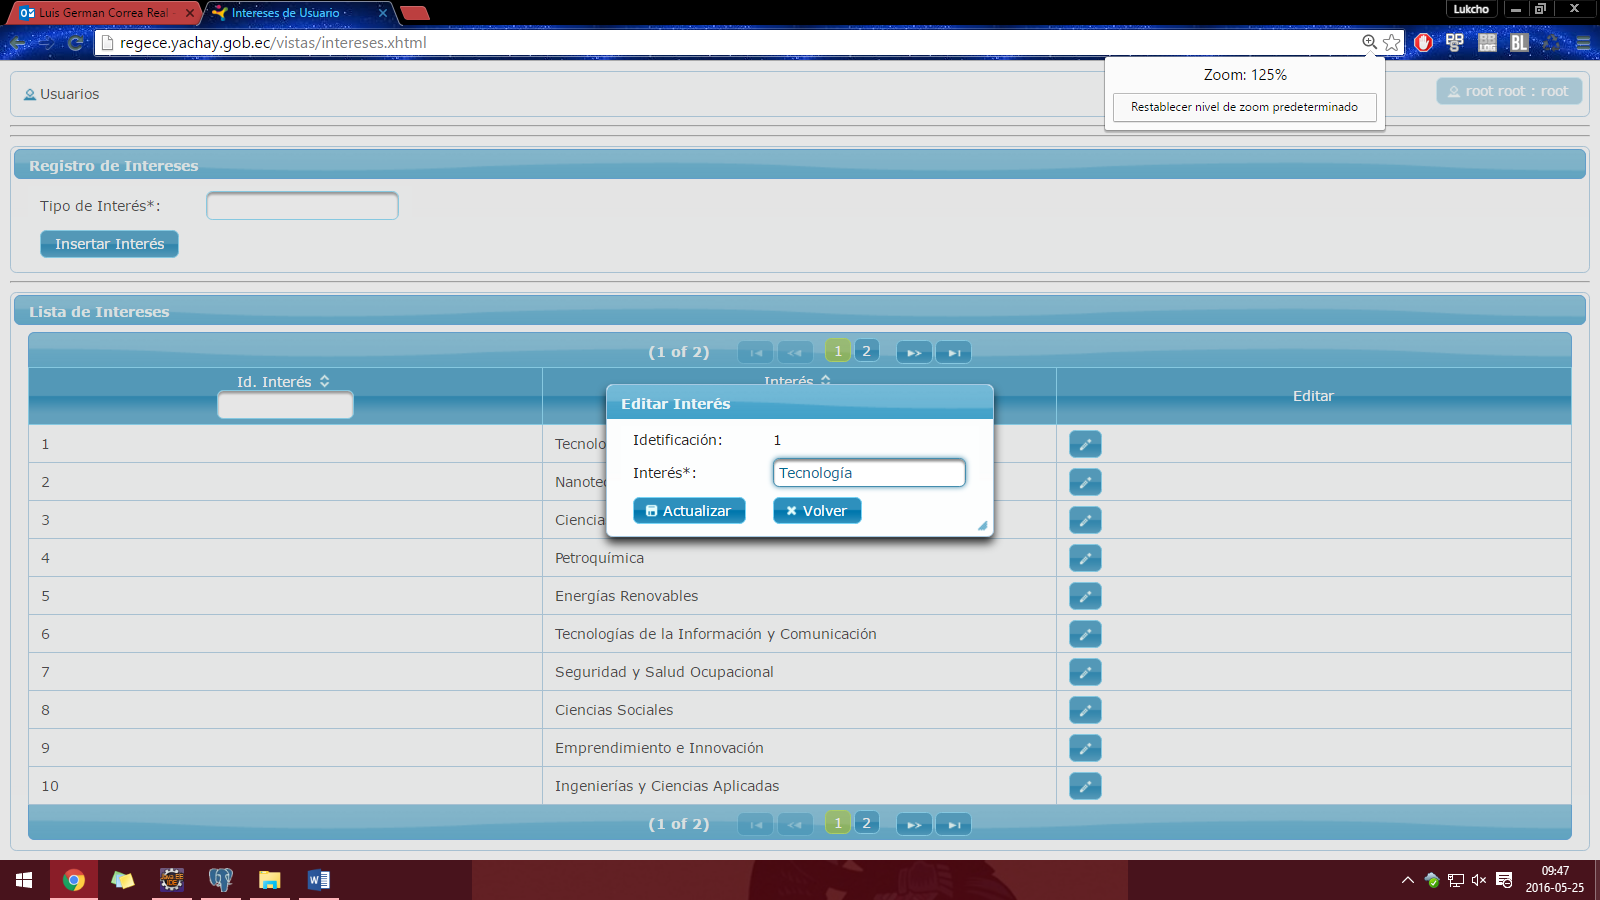 Luis German Correa Real
Intereses de Usuario ·
Lukcho
regece.yachay.gob.ec/vistas/intereses.xhtml
BL
Zoom: 125%
Restablecer nivel de zoom predeterminado
Usuarios
root root : root
Registro de Intereses
Tipo de Interés*:
Insertar Interés
Lista de Intereses
(1 of 2) 1 2
Id. Interés Interés Editar
Editar Interés
Idetificación: 1
Interés*: Tecnología
Actualizar Volver
1 Tecnolo
2 Nanotec
3 Ciencia
4 Petroquímica
5 Energías Renovables
6 Tecnologías de la Información y Comunicación
7 Seguridad y Salud Ocupacional
8 Ciencias Sociales
9 Emprendimiento e Innovación
10 Ingenierías y Ciencias Aplicadas
(1 of 2) 1 2
09:47
2016-05-25